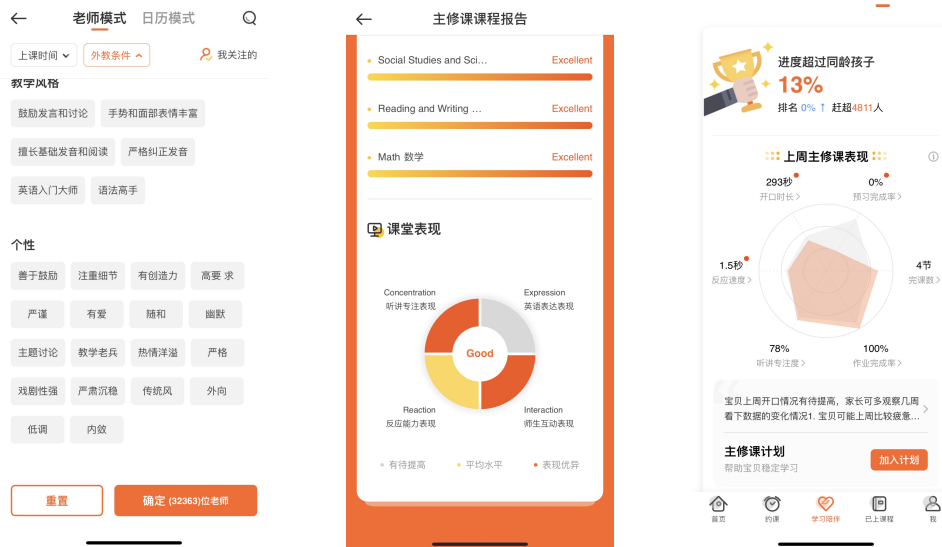 老师模式 日历模式
上课时间 外教条件 我关注的
教学风格
鼓励发言和讨论 手势和面部表情丰富
擅长基础发音和阅读 严格纠正发音
英语入门大师 语法高手
个性
善于鼓励 注重细节 有创造力 高要 求
严谨 有爱 随和 幽默
主题讨论 教学老兵 热情洋溢 严格
戏剧性强 严肃沉稳 传统风 外向
低调 内敛
重置 确定 (32363)位老师
主修课课程报告
Social Studies and Sci... Excellent
Reading and Writing ... Excellent
Math 数学 Excellent
课堂表现
Concentration Expression
听讲专注表现 英语表达表现
Good
Reaction Interaction
反应能力表现 师生互动表现
有待提高 平均水平 表现优异
进度超过同龄孩子
13%
排名 0% ↑ 赶超4811人
上周主修课表现
293秒 0%
开口时长 预习完成率
1.5秒 4节
反应速度 完课数
78% 100%
听讲专注度 作业完成率
宝贝上周开口情况有待提高，家长可多观察几周
看下数据的变化情况1. 宝贝可能上周比较疲惫...
主修课计划
帮助宝贝稳定学习 加入计划
首页 约课 学习陪伴 已上课程 我